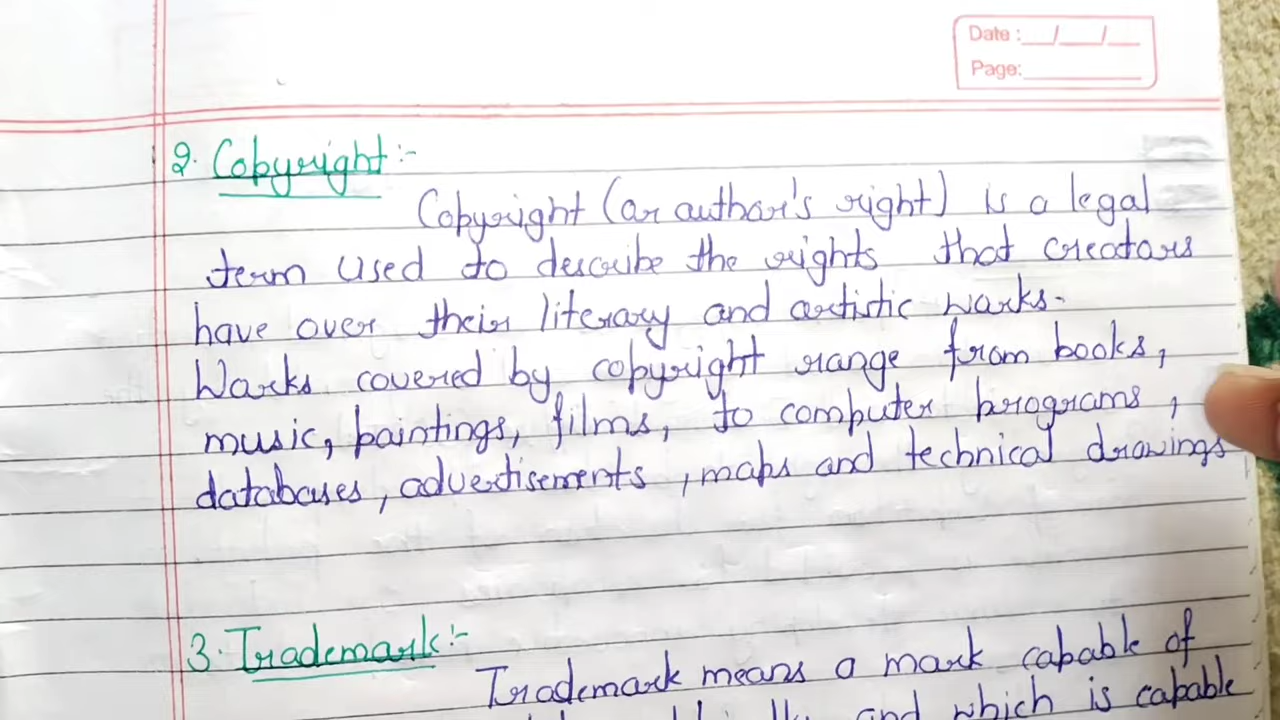 Date : __/__/__
Page: ________
2. Copyright :-
Copyright (an author's right) is a legal
term used to describe the rights that creators
have over their literary and artistic works.
Works covered by copyright range from books,
music, paintings, films, to computer programs,
databases, advertisements, maps and technical drawings
3. Trademark :-
Trademark means a mark capable of
and which is capable